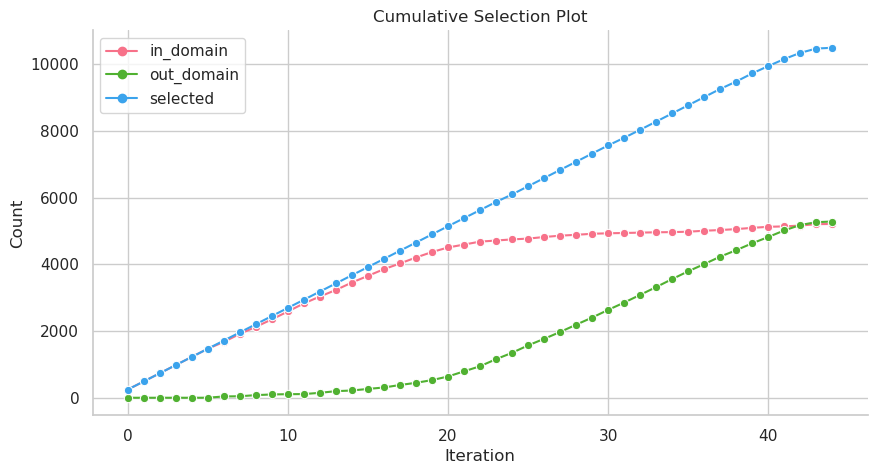 Cumulative Selection Plot
in_domain
out_domain
selected
Count
10000
8000
6000
4000
2000
0
0 10 20 30 40
Iteration